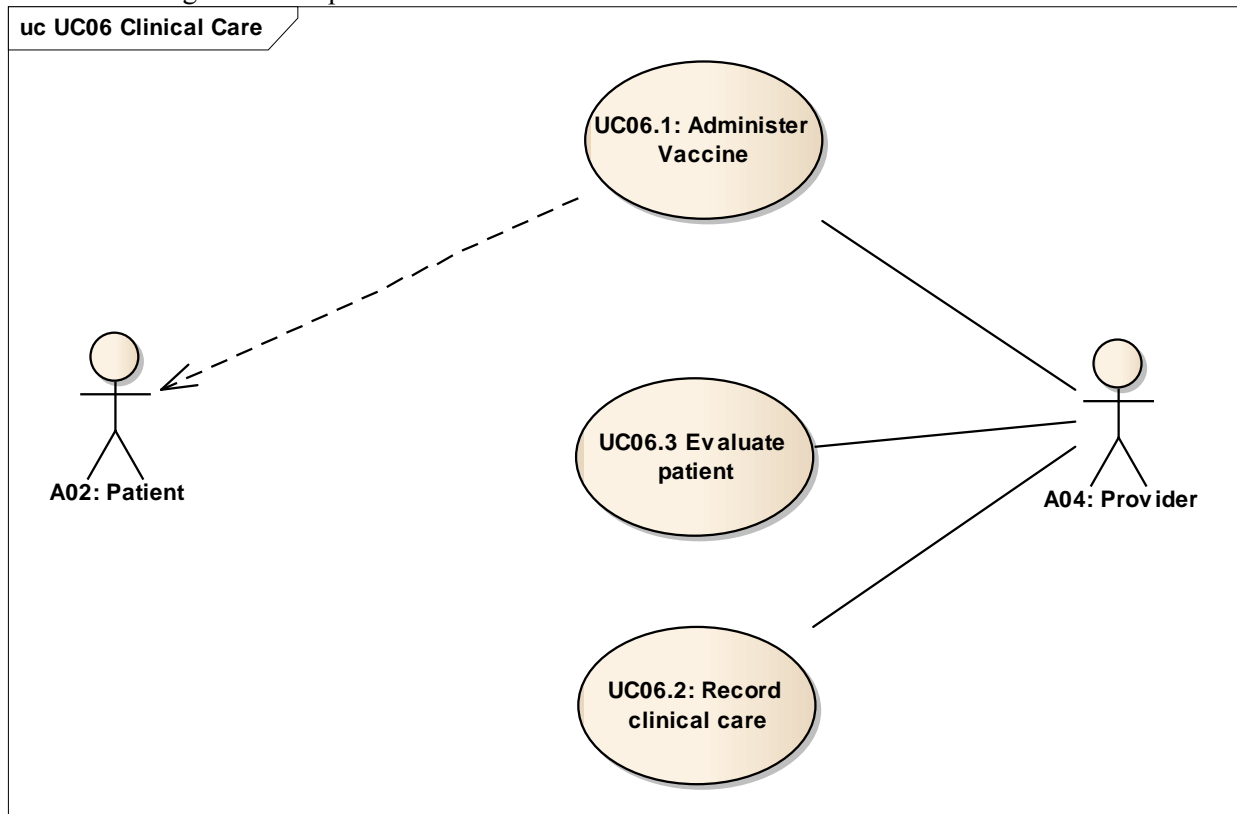 uc UC06 Clinical Care
UC06.1: Administer
Vaccine
UC06.3 Evaluate
patient
A02: Patient
A04: Provider
UC06.2: Record
clinical care